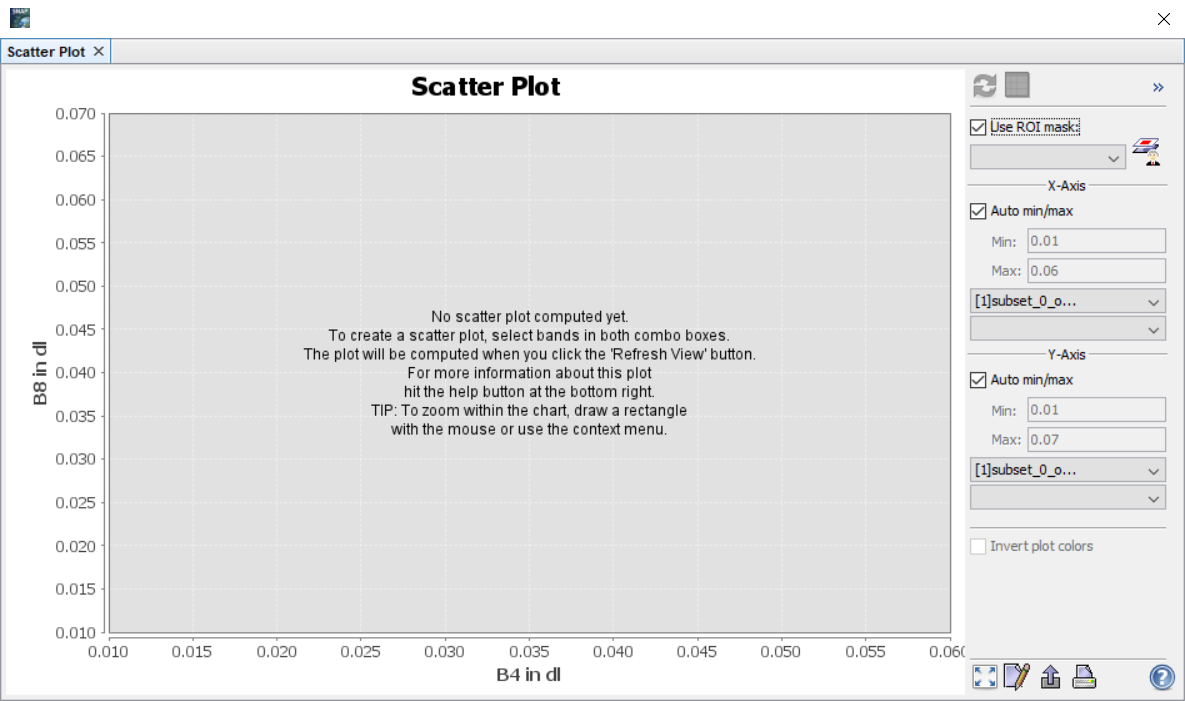 SNAP
Scatter Plot
Scatter Plot
0.070
0.065
0.060
0.055
0.050
0.045
0.040
0.035
0.030
0.025
0.020
0.015
0.010
B8 in dl
No scatter plot computed yet.
To create a scatter plot, select bands in both combo boxes.
The plot will be computed when you click the 'Refresh View' button.
For more information about this plot
hit the help button at the bottom right.
TIP: To zoom within the chart, draw a rectangle
with the mouse or use the context menu.
0.010 0.015 0.020 0.025 0.030 0.035 0.040 0.045 0.050 0.055 0.060
B4 in dl
»
Use ROI mask:
X-Axis
Auto min/max
Min: 0.01
Max: 0.06
[1]subset_0_o...
Y-Axis
Auto min/max
Min: 0.01
Max: 0.07
[1]subset_0_o...
Invert plot colors
?